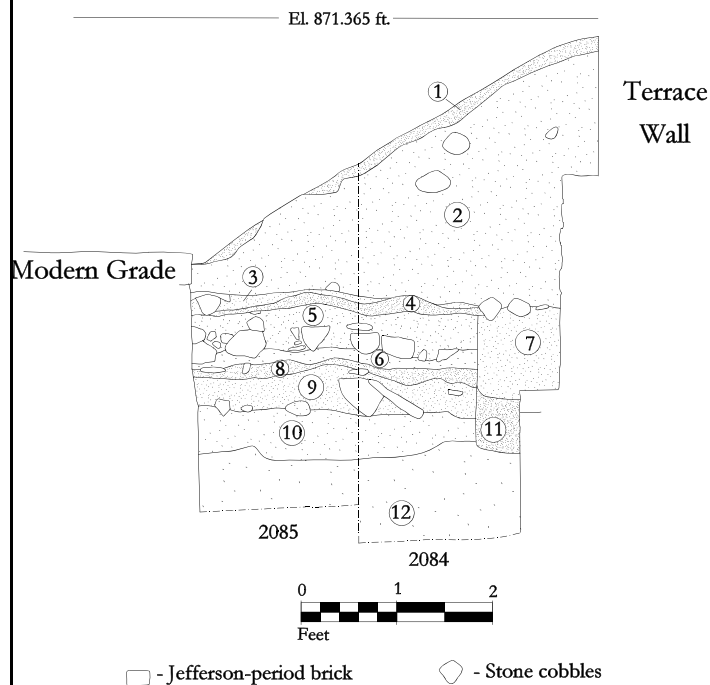 El. 871.365 ft.
1
Terrace
Wall
2
Modern Grade
3
4
5
7
6
8
9
10
11
12
2085
2084
0 1 2
Feet
- Jefferson-period brick - Stone cobbles